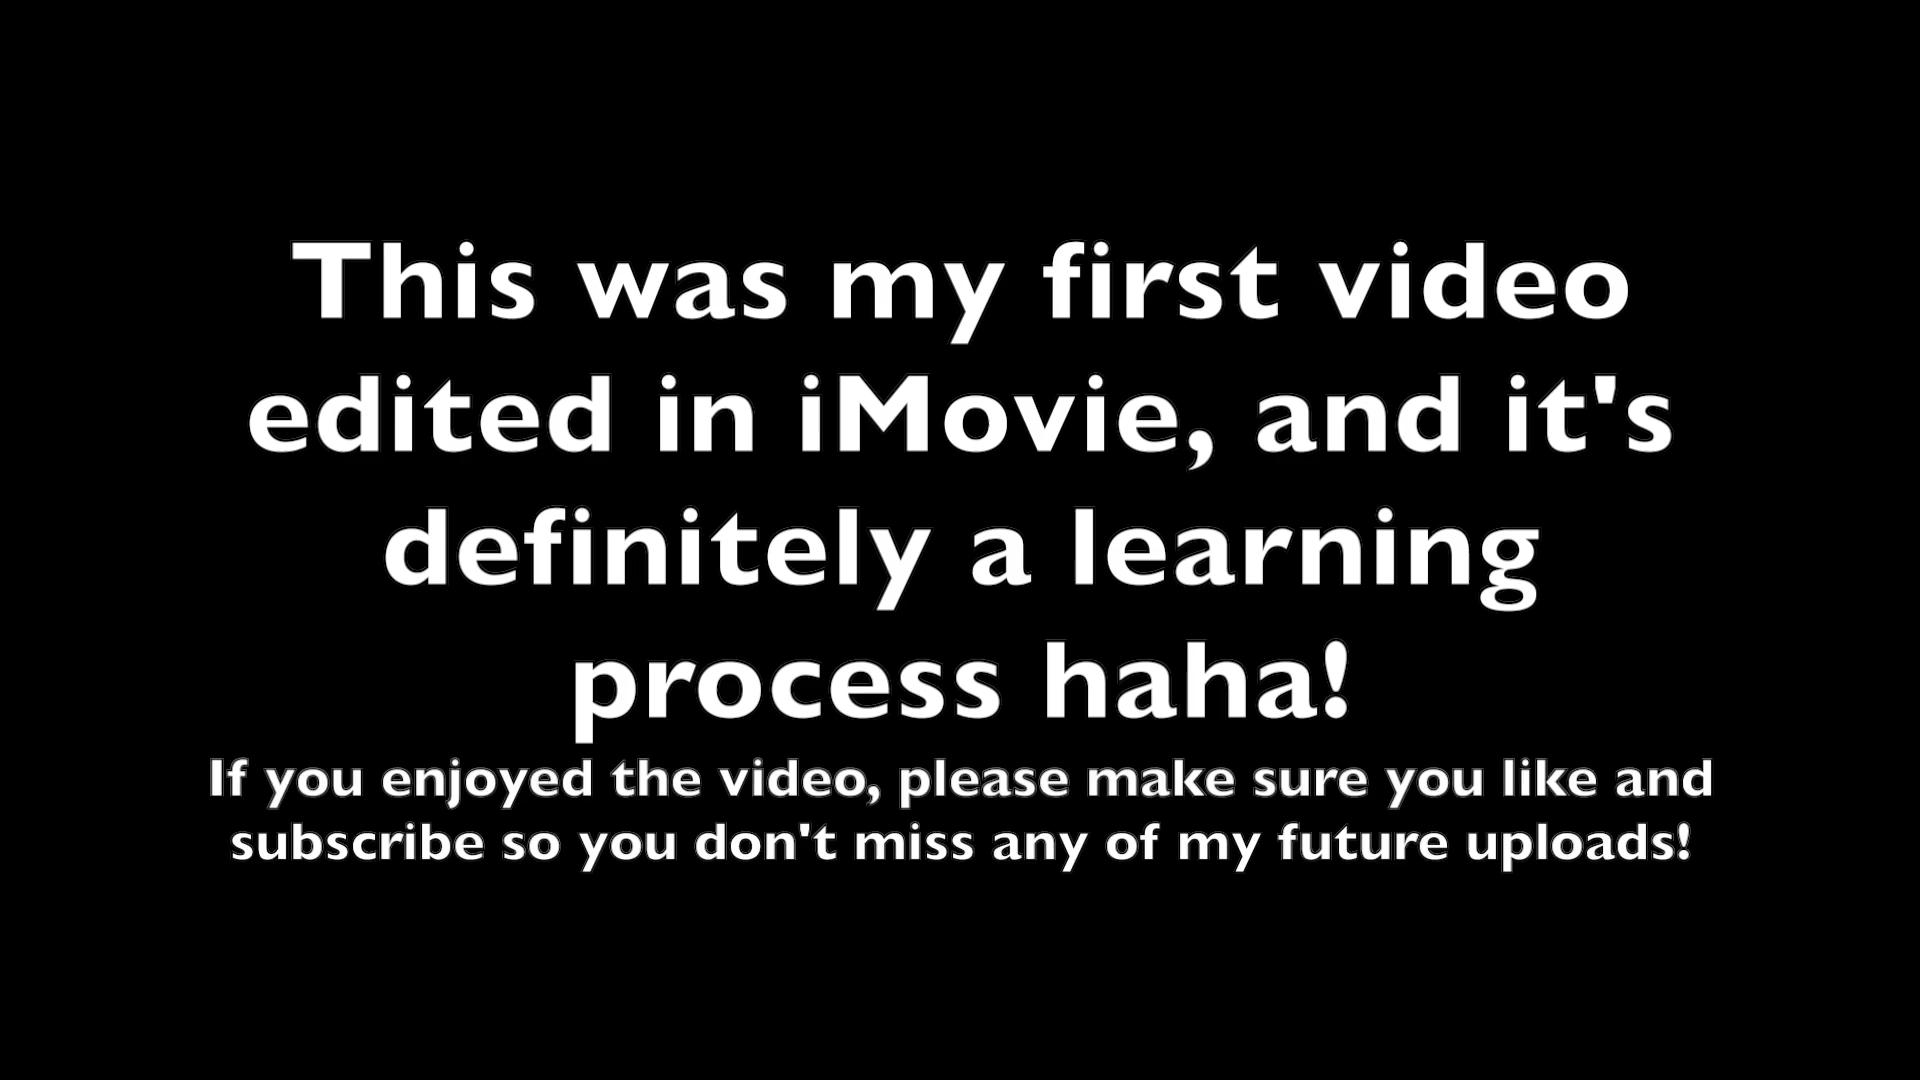 This was my first video
edited in iMovie, and it's
definitely a learning
process haha!
If you enjoyed the video, please make sure you like and
subscribe so you don't miss any of my future uploads!